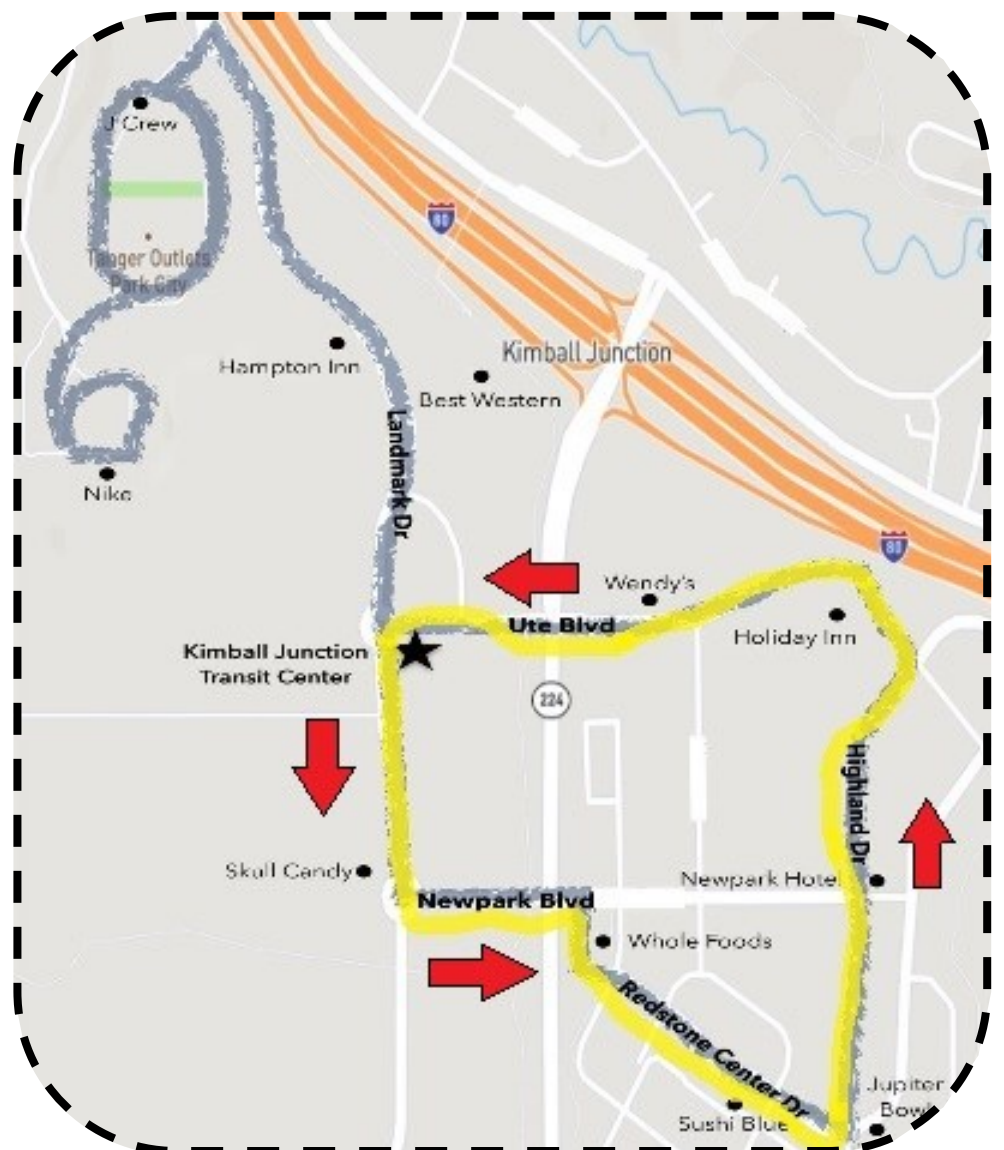 J Crew
80
Tanger Outlets
Park City
Hampton Inn
Kimball Junction
Best Western
Landmark Dr
Nike
80
Wendy's
Ute Blvd
Holiday Inn
Kimball Junction
Transit Center
224
Highland Dr
Skull Candy
Newpark Hotel
Newpark Blvd
Whole Foods
Redstone Center Dr
Jupiter
Bowl
Sushi Blue